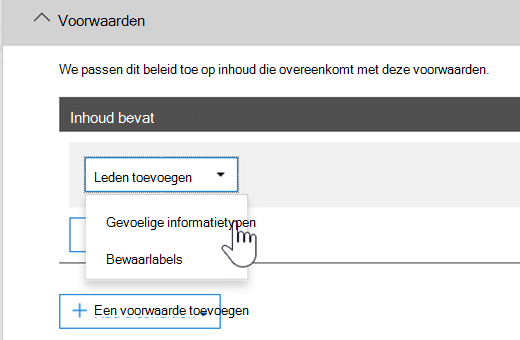 Voorwaarden
We passen dit beleid toe op inhoud die overeenkomt met deze voorwaarden.
Inhoud bevat
Leden toevoegen
Gevoelige informatietypen
Bewaarlabels
Een voorwaarde toevoegen